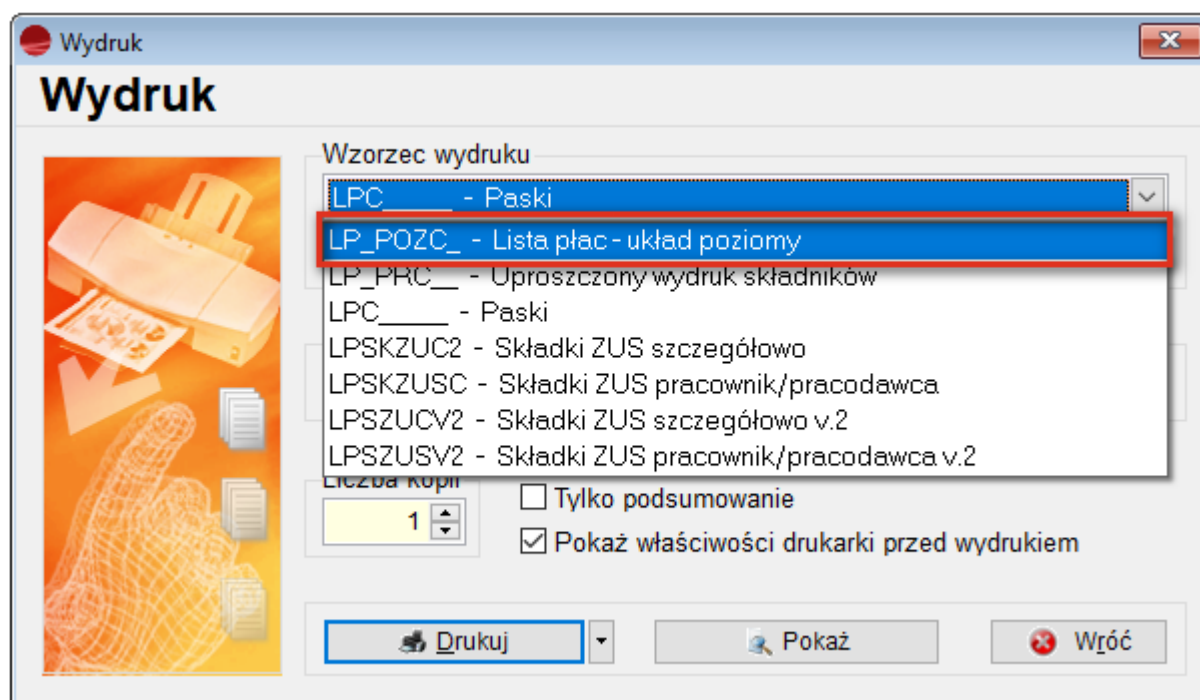 Wydruk
Wydruk
Wzorzec wydruku
LPC_____ - Paski
LP_POZC_ - Lista płac - układ poziomy
LP_PRC__ - Uproszczony wydruk składników
LPC_____ - Paski
LPSKZUC2 - Składki ZUS szczegółowo
LPSKZUSC - Składki ZUS pracownik/pracodawca
LPSZUCV2 - Składki ZUS szczegółowo v.2
LPSZUSV2 - Składki ZUS pracownik/pracodawca v.2
Liczba kopii
Tylko podsumowanie
1
Pokaż właściwości drukarki przed wydrukiem
Drukuj Pokaż Wróć